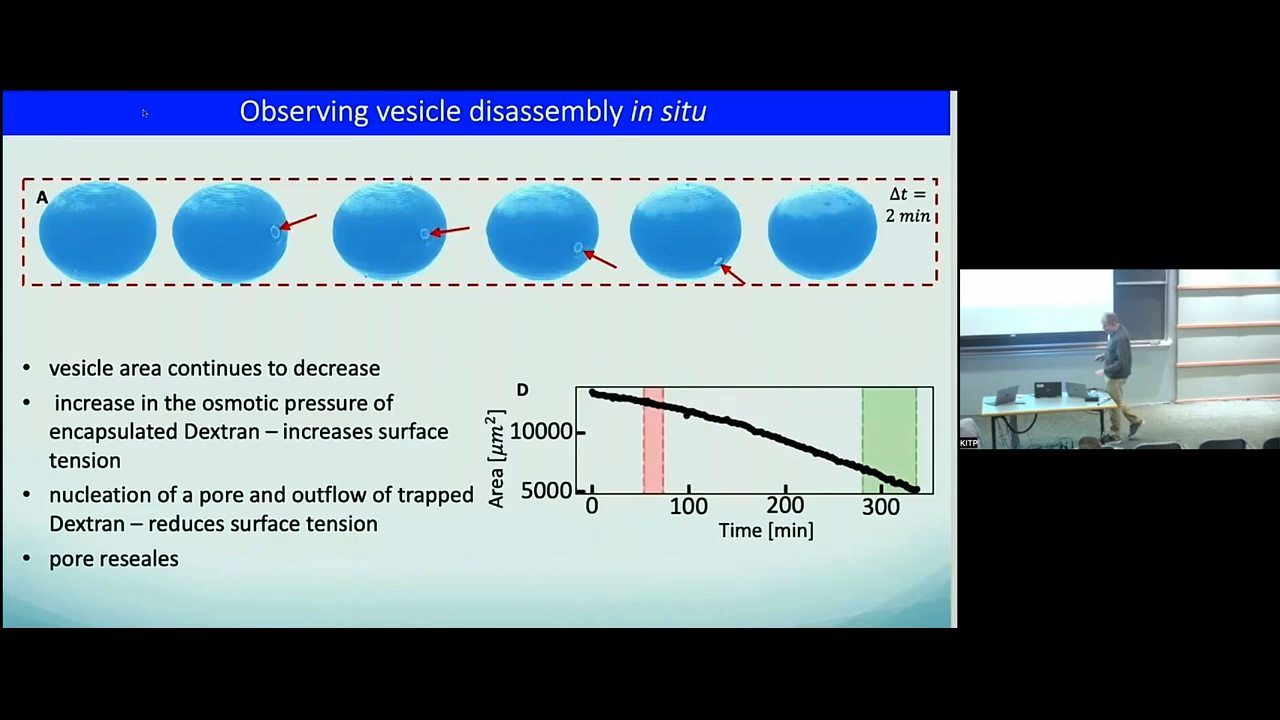 Observing vesicle disassembly in situ
A
Δt =
2 min
• vesicle area continues to decrease
• increase in the osmotic pressure of
encapsulated Dextran – increases surface
tension
• nucleation of a pore and outflow of trapped
Dextran – reduces surface tension
• pore reseales
D
Area [μm²]
10000
5000
0 100 200 300
Time [min]
KITP